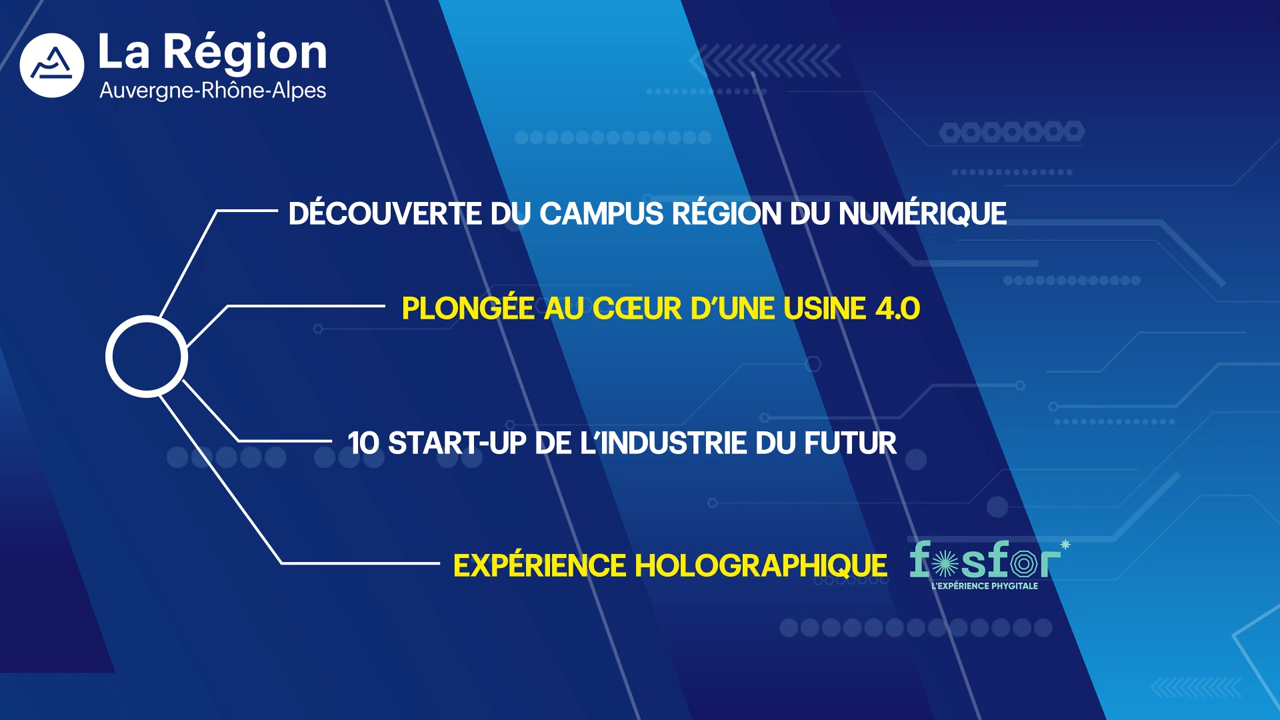 La Région
Auvergne-Rhône-Alpes
DÉCOUVERTE DU CAMPUS RÉGION DU NUMÉRIQUE
PLONGÉE AU CŒUR D’UNE USINE 4.0
10 START-UP DE L’INDUSTRIE DU FUTUR
EXPÉRIENCE HOLOGRAPHIQUE
fosfor*
L'EXPÉRIENCE PHYGITALE